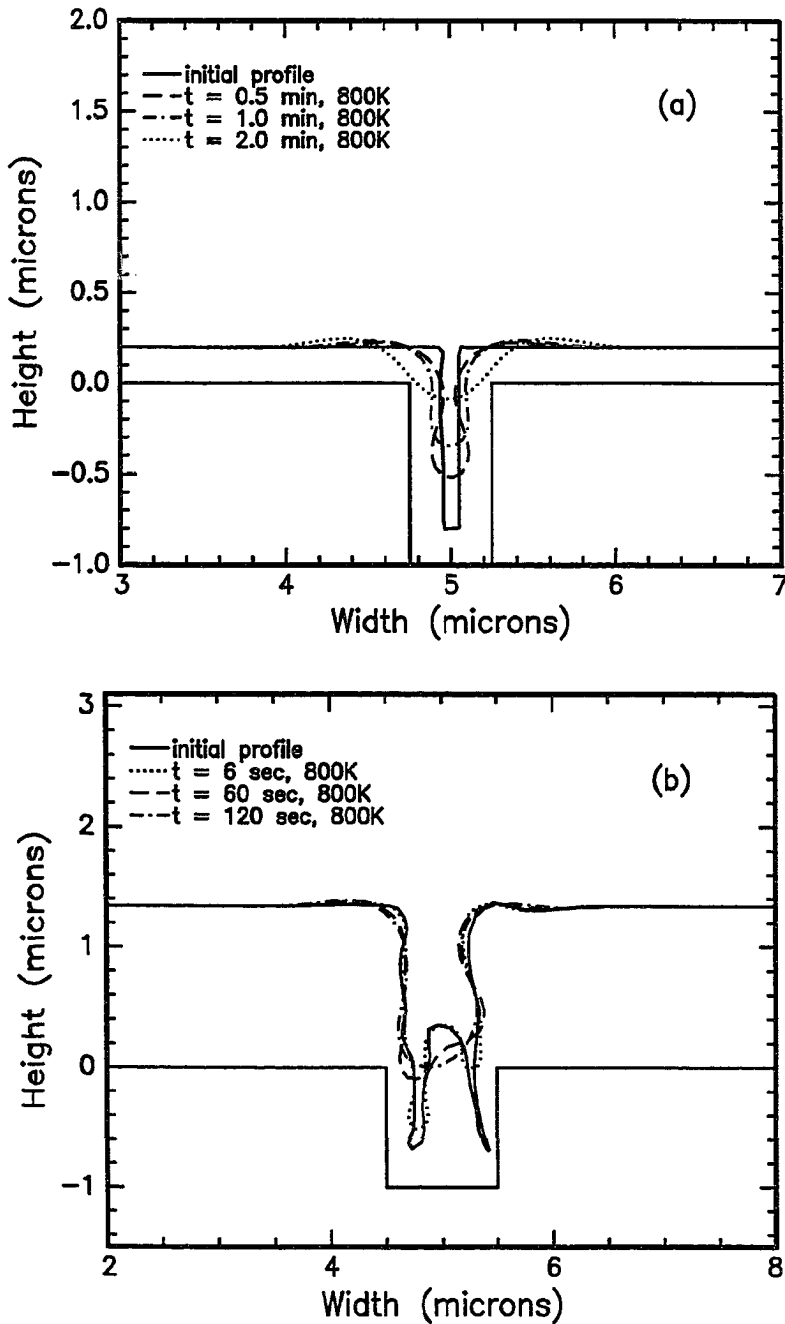 2.0
1.5
1.0
0.5
0.0
−0.5
−1.0
Height (microns)
initial profile
t = 0.5 min, 800K
t = 1.0 min, 800K
t = 2.0 min, 800K
(a)
3 4 5 6 7
Width (microns)
3
2
1
0
−1
Height (microns)
initial profile
t = 6 sec, 800K
t = 60 sec, 800K
t = 120 sec, 800K
(b)
2 4 6 8
Width (microns)